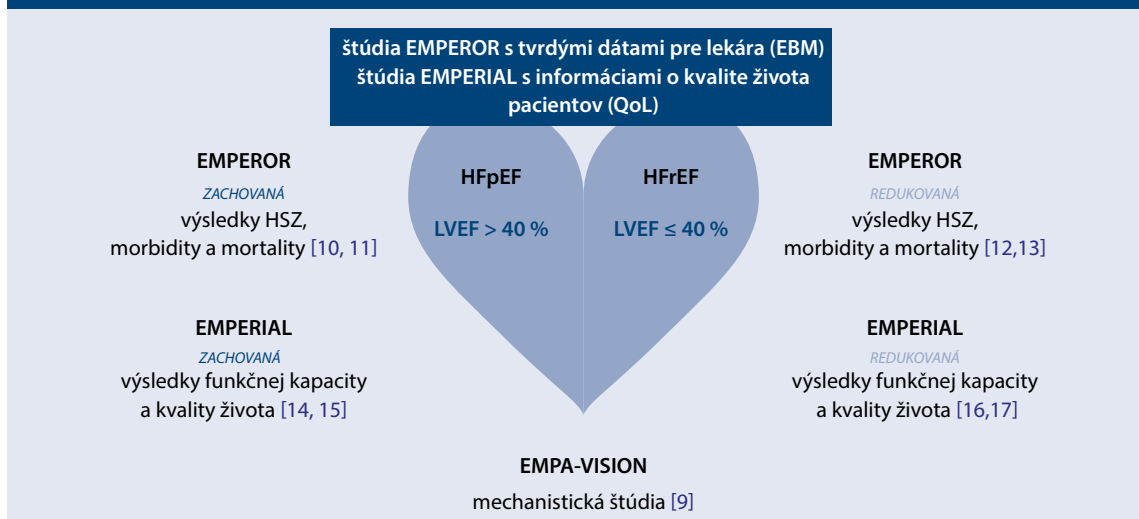 štúdia EMPEROR s tvrdými dátami pre lekára (EBM)
štúdia EMPERIAL s informáciami o kvalite života
pacientov (QoL)
EMPEROR
ZACHOVANÁ
výsledky HSZ,
morbidity a mortality [10, 11]
HFpEF
LVEF > 40 %
HFrEF
LVEF ≤ 40 %
EMPEROR
REDUKOVANÁ
výsledky HSZ,
morbidity a mortality [12,13]
EMPERIAL
ZACHOVANÁ
výsledky funkčnej kapacity
a kvality života [14, 15]
EMPERIAL
REDUKOVANÁ
výsledky funkčnej kapacity
a kvality života [16,17]
EMPA-VISION
mechanistická štúdia [9]